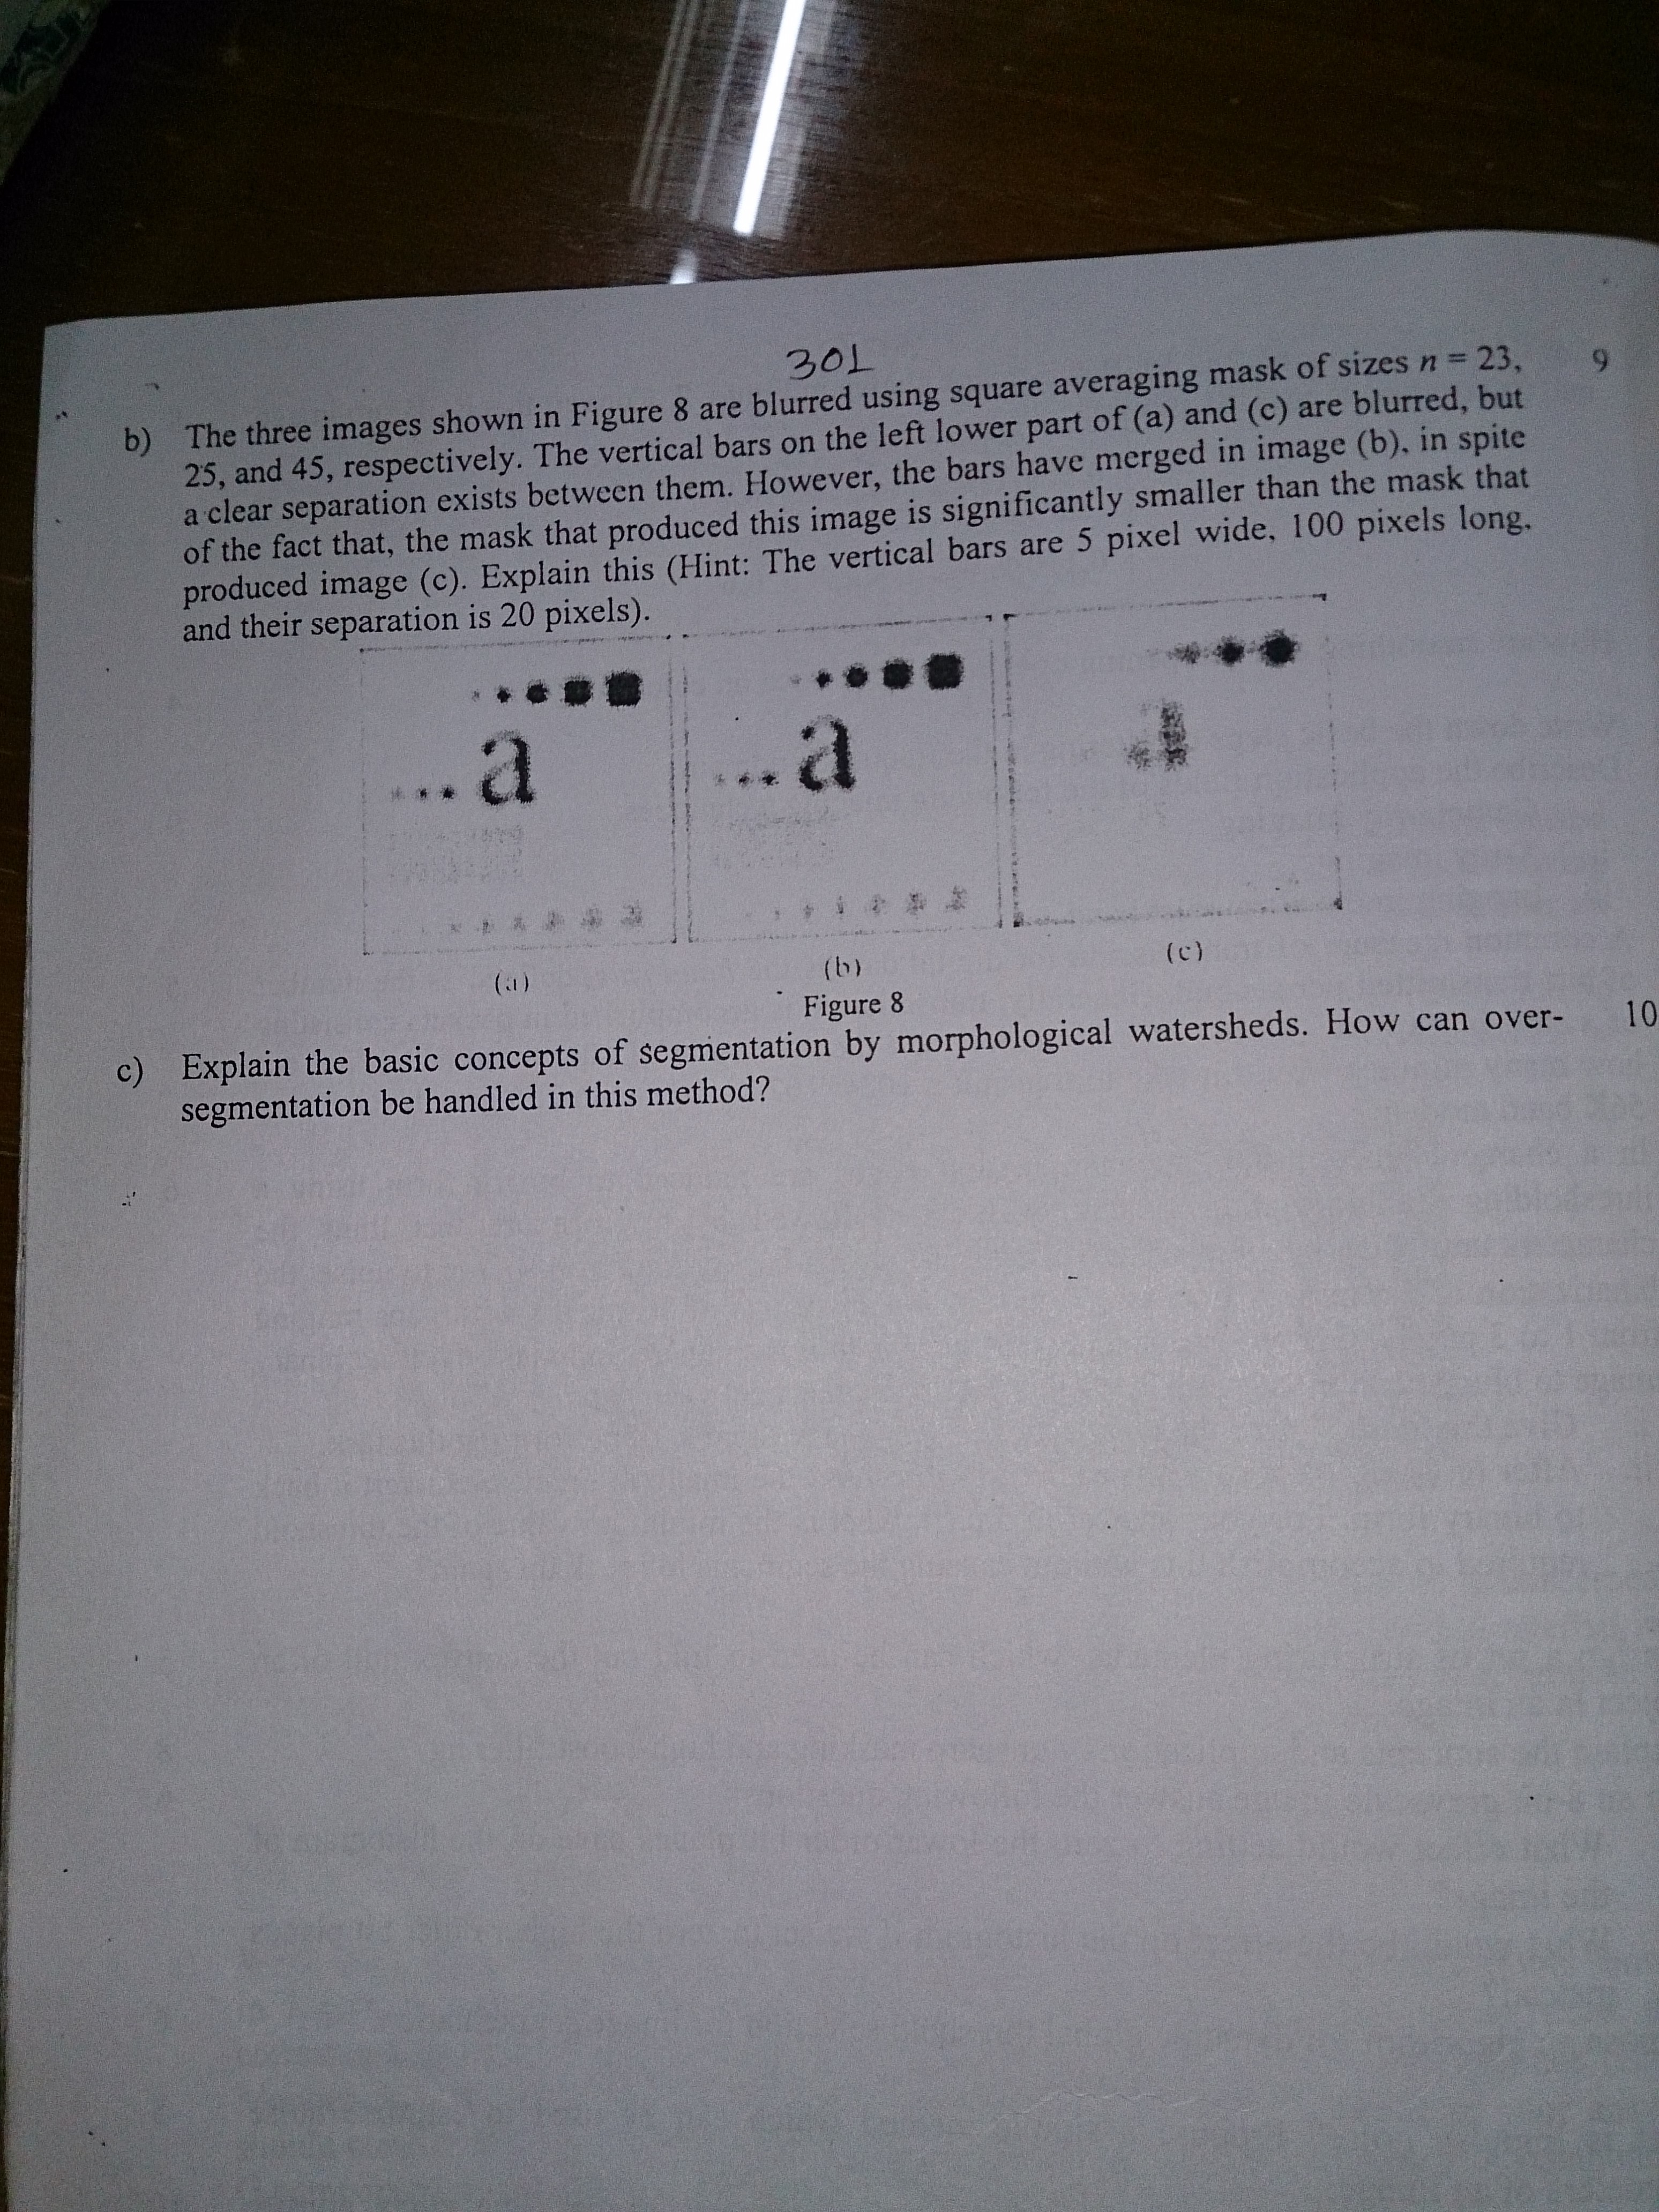 301
b) The three images shown in Figure 8 are blurred using square averaging mask of sizes n = 23, 9
25, and 45, respectively. The vertical bars on the left lower part of (a) and (c) are blurred, but
a clear separation exists between them. However, the bars have merged in image (b), in spite
of the fact that, the mask that produced this image is significantly smaller than the mask that
produced image (c). Explain this (Hint: The vertical bars are 5 pixel wide, 100 pixels long,
and their separation is 20 pixels).
a a a
(a) (b) (c)
Figure 8
c) Explain the basic concepts of segmentation by morphological watersheds. How can over- 10
segmentation be handled in this method?